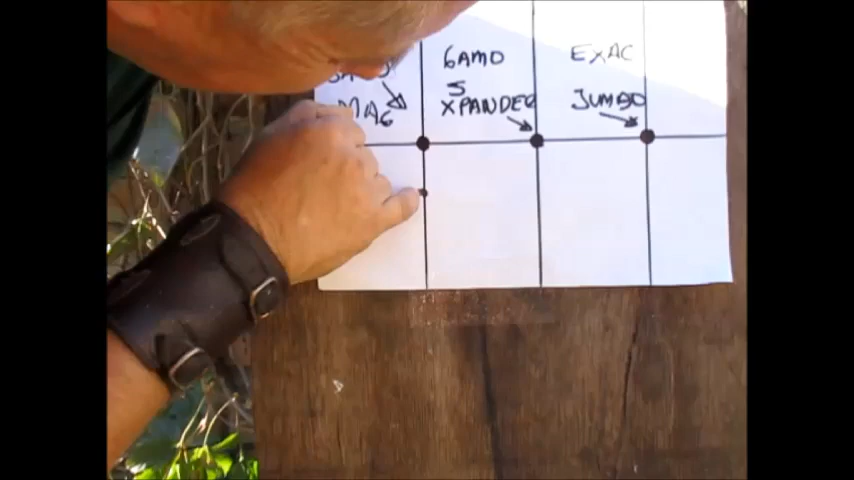 GAMO
EXAC
S
MAG
XPANDER
JUMBO